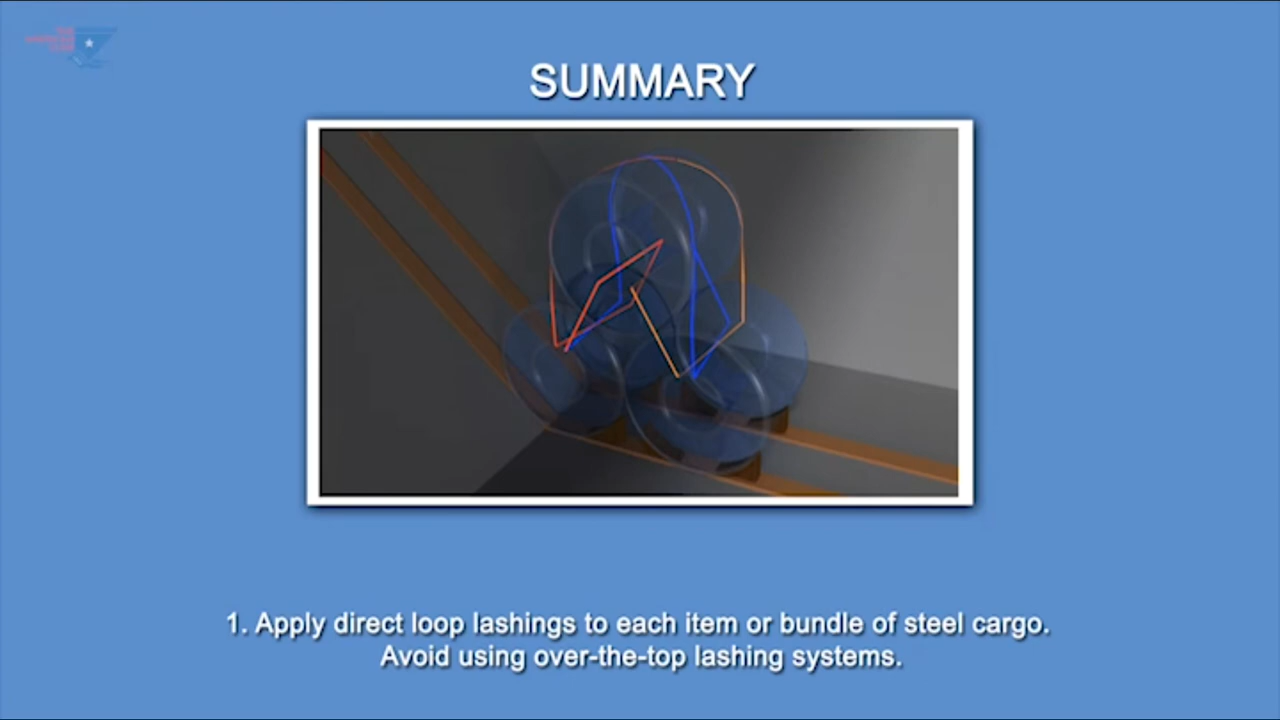 SUMMARY
1. Apply direct loop lashings to each item or bundle of steel cargo.
Avoid using over-the-top lashing systems.